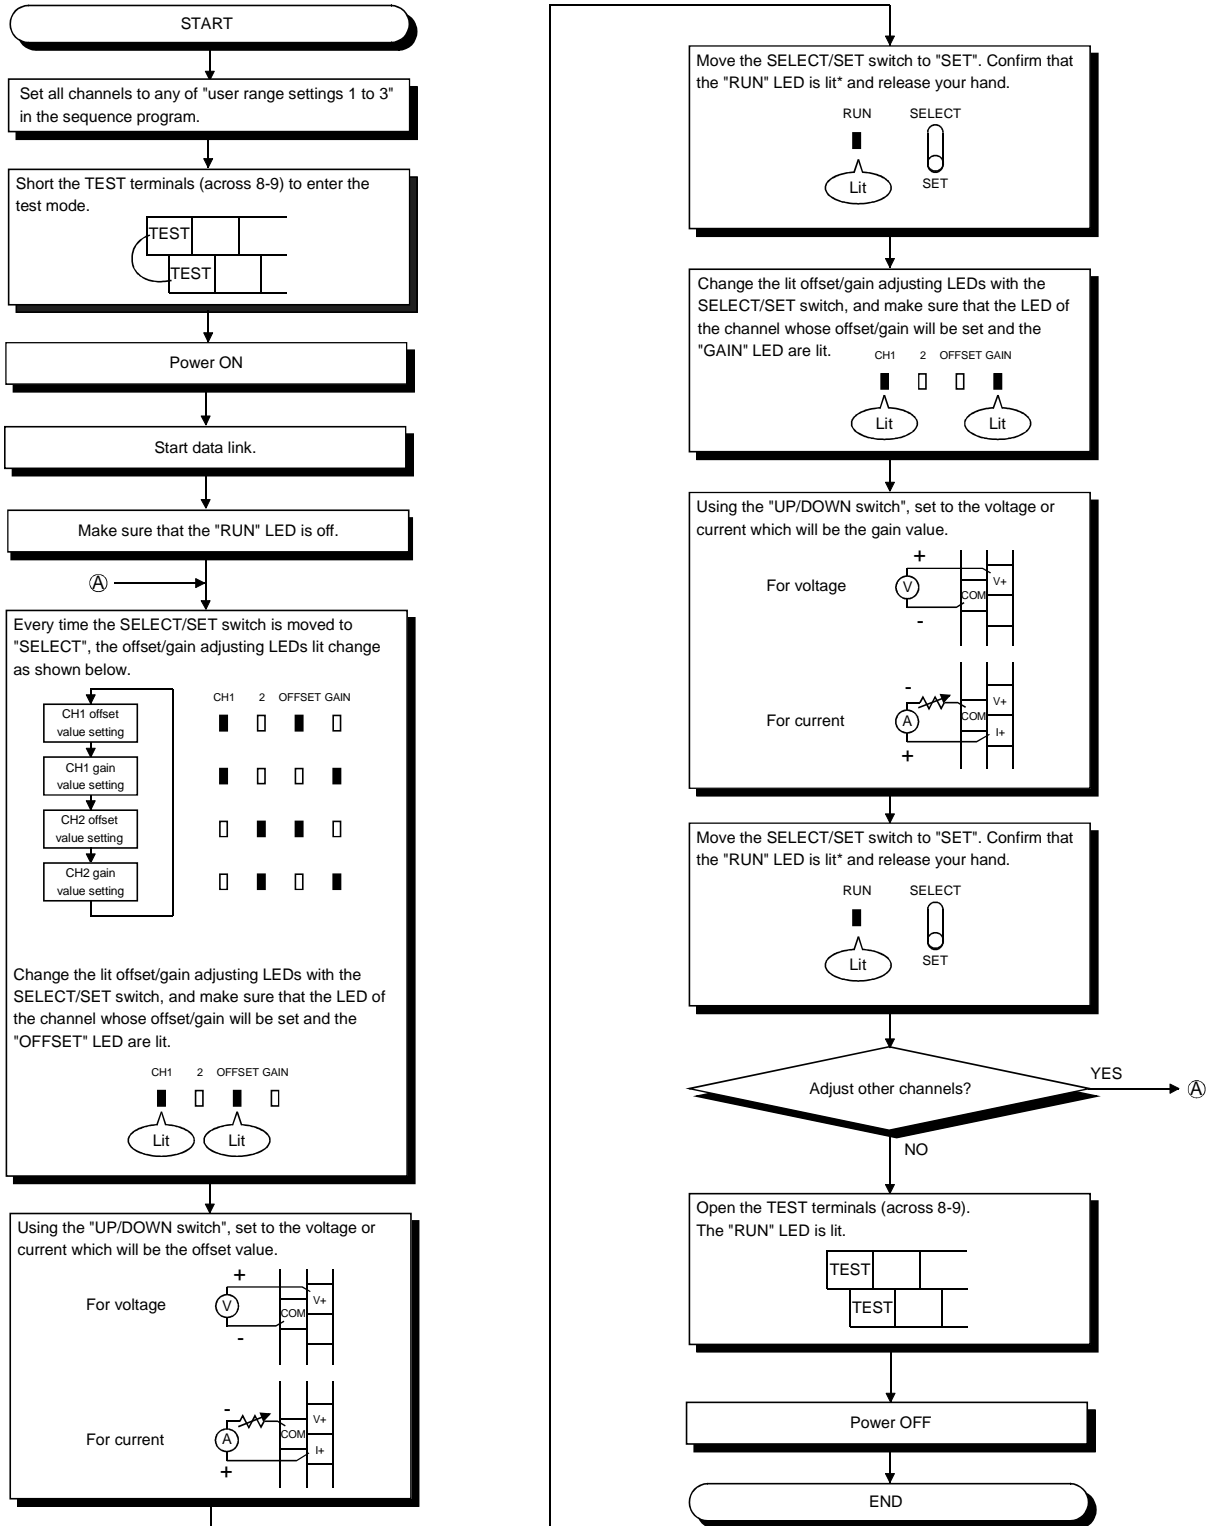 START
Set all channels to any of "user range settings 1 to 3"
in the sequence program.
Short the TEST terminals (across 8-9) to enter the
test mode.
TEST
TEST
Power ON
Start data link.
Make sure that the "RUN" LED is off.
A
Every time the SELECT/SET switch is moved to
"SELECT", the offset/gain adjusting LEDs lit change
as shown below.
CH1 2 OFFSET GAIN
CH1 offset
value setting
CH1 gain
value setting
CH2 offset
value setting
CH2 gain
value setting
Change the lit offset/gain adjusting LEDs with the
SELECT/SET switch, and make sure that the LED of
the channel whose offset/gain will be set and the
"OFFSET" LED are lit.
CH1 2 OFFSET GAIN
Lit Lit
Using the "UP/DOWN switch", set to the voltage or
current which will be the offset value.
+
For voltage V COM V+
-
-
For current A COM V+
I+
+
Move the SELECT/SET switch to "SET". Confirm that
the "RUN" LED is lit* and release your hand.
RUN SELECT
Lit SET
Change the lit offset/gain adjusting LEDs with the
SELECT/SET switch, and make sure that the LED of
the channel whose offset/gain will be set and the
"GAIN" LED are lit.
CH1 2 OFFSET GAIN
Lit Lit
Using the "UP/DOWN switch", set to the voltage or
current which will be the gain value.
+
For voltage V COM V+
-
-
For current A COM V+
I+
+
Move the SELECT/SET switch to "SET". Confirm that
the "RUN" LED is lit* and release your hand.
RUN SELECT
Lit SET
Adjust other channels?
YES
A
NO
Open the TEST terminals (across 8-9).
The "RUN" LED is lit.
TEST
TEST
Power OFF
END